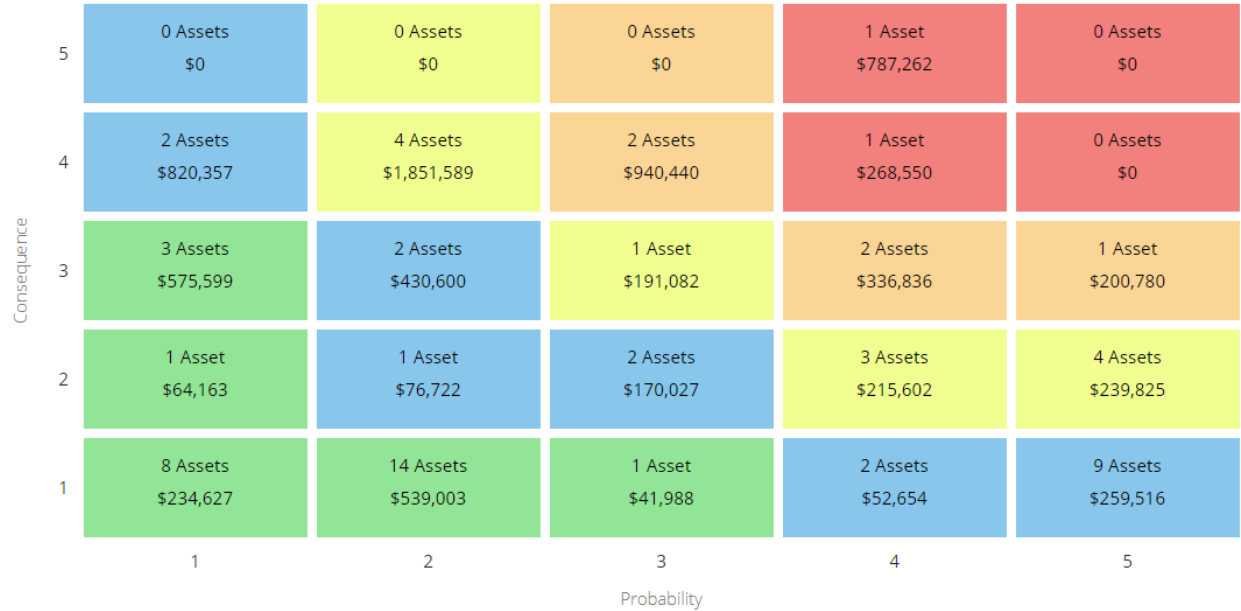 0 Assets
$0
0 Assets
$0
0 Assets
$0
1 Asset
$787,262
0 Assets
$0
5
2 Assets
$820,357
4 Assets
$1,851,589
2 Assets
$940,440
1 Asset
$268,550
0 Assets
$0
4
3 Assets
$575,599
2 Assets
$430,600
1 Asset
$191,082
2 Assets
$336,836
1 Asset
$200,780
3
Consequence
1 Asset
$64,163
1 Asset
$76,722
2 Assets
$170,027
3 Assets
$215,602
4 Assets
$239,825
2
8 Assets
$234,627
14 Assets
$539,003
1 Asset
$41,988
2 Assets
$52,654
9 Assets
$259,516
1
1
2
3
4
5
Probability